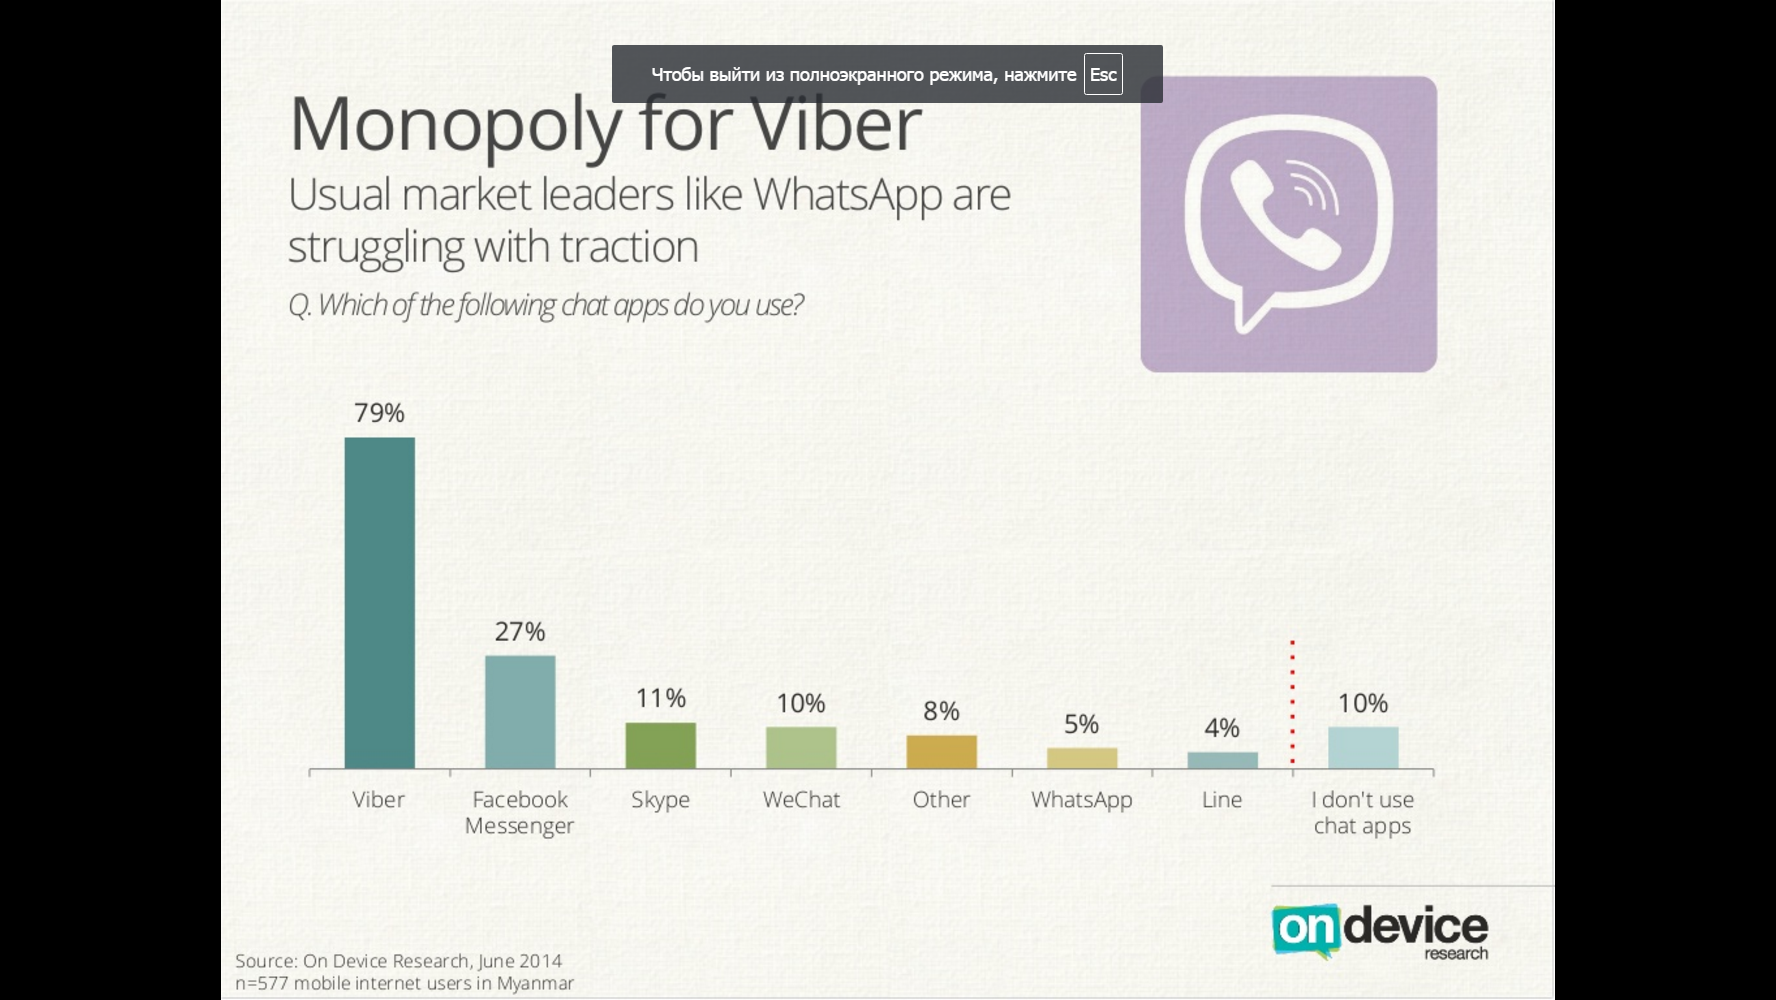 Чтобы выйти из полноэкранного режима, нажмите Esc
Monopoly for Viber
Usual market leaders like WhatsApp are
struggling with traction
Q. Which of the following chat apps do you use?
79%
27%
11%
10%
8%
5%
4%
10%
Viber
Facebook
Messenger
Skype
WeChat
Other
WhatsApp
Line
I don't use
chat apps
on device
research
Source: On Device Research, June 2014
n=577 mobile internet users in Myanmar